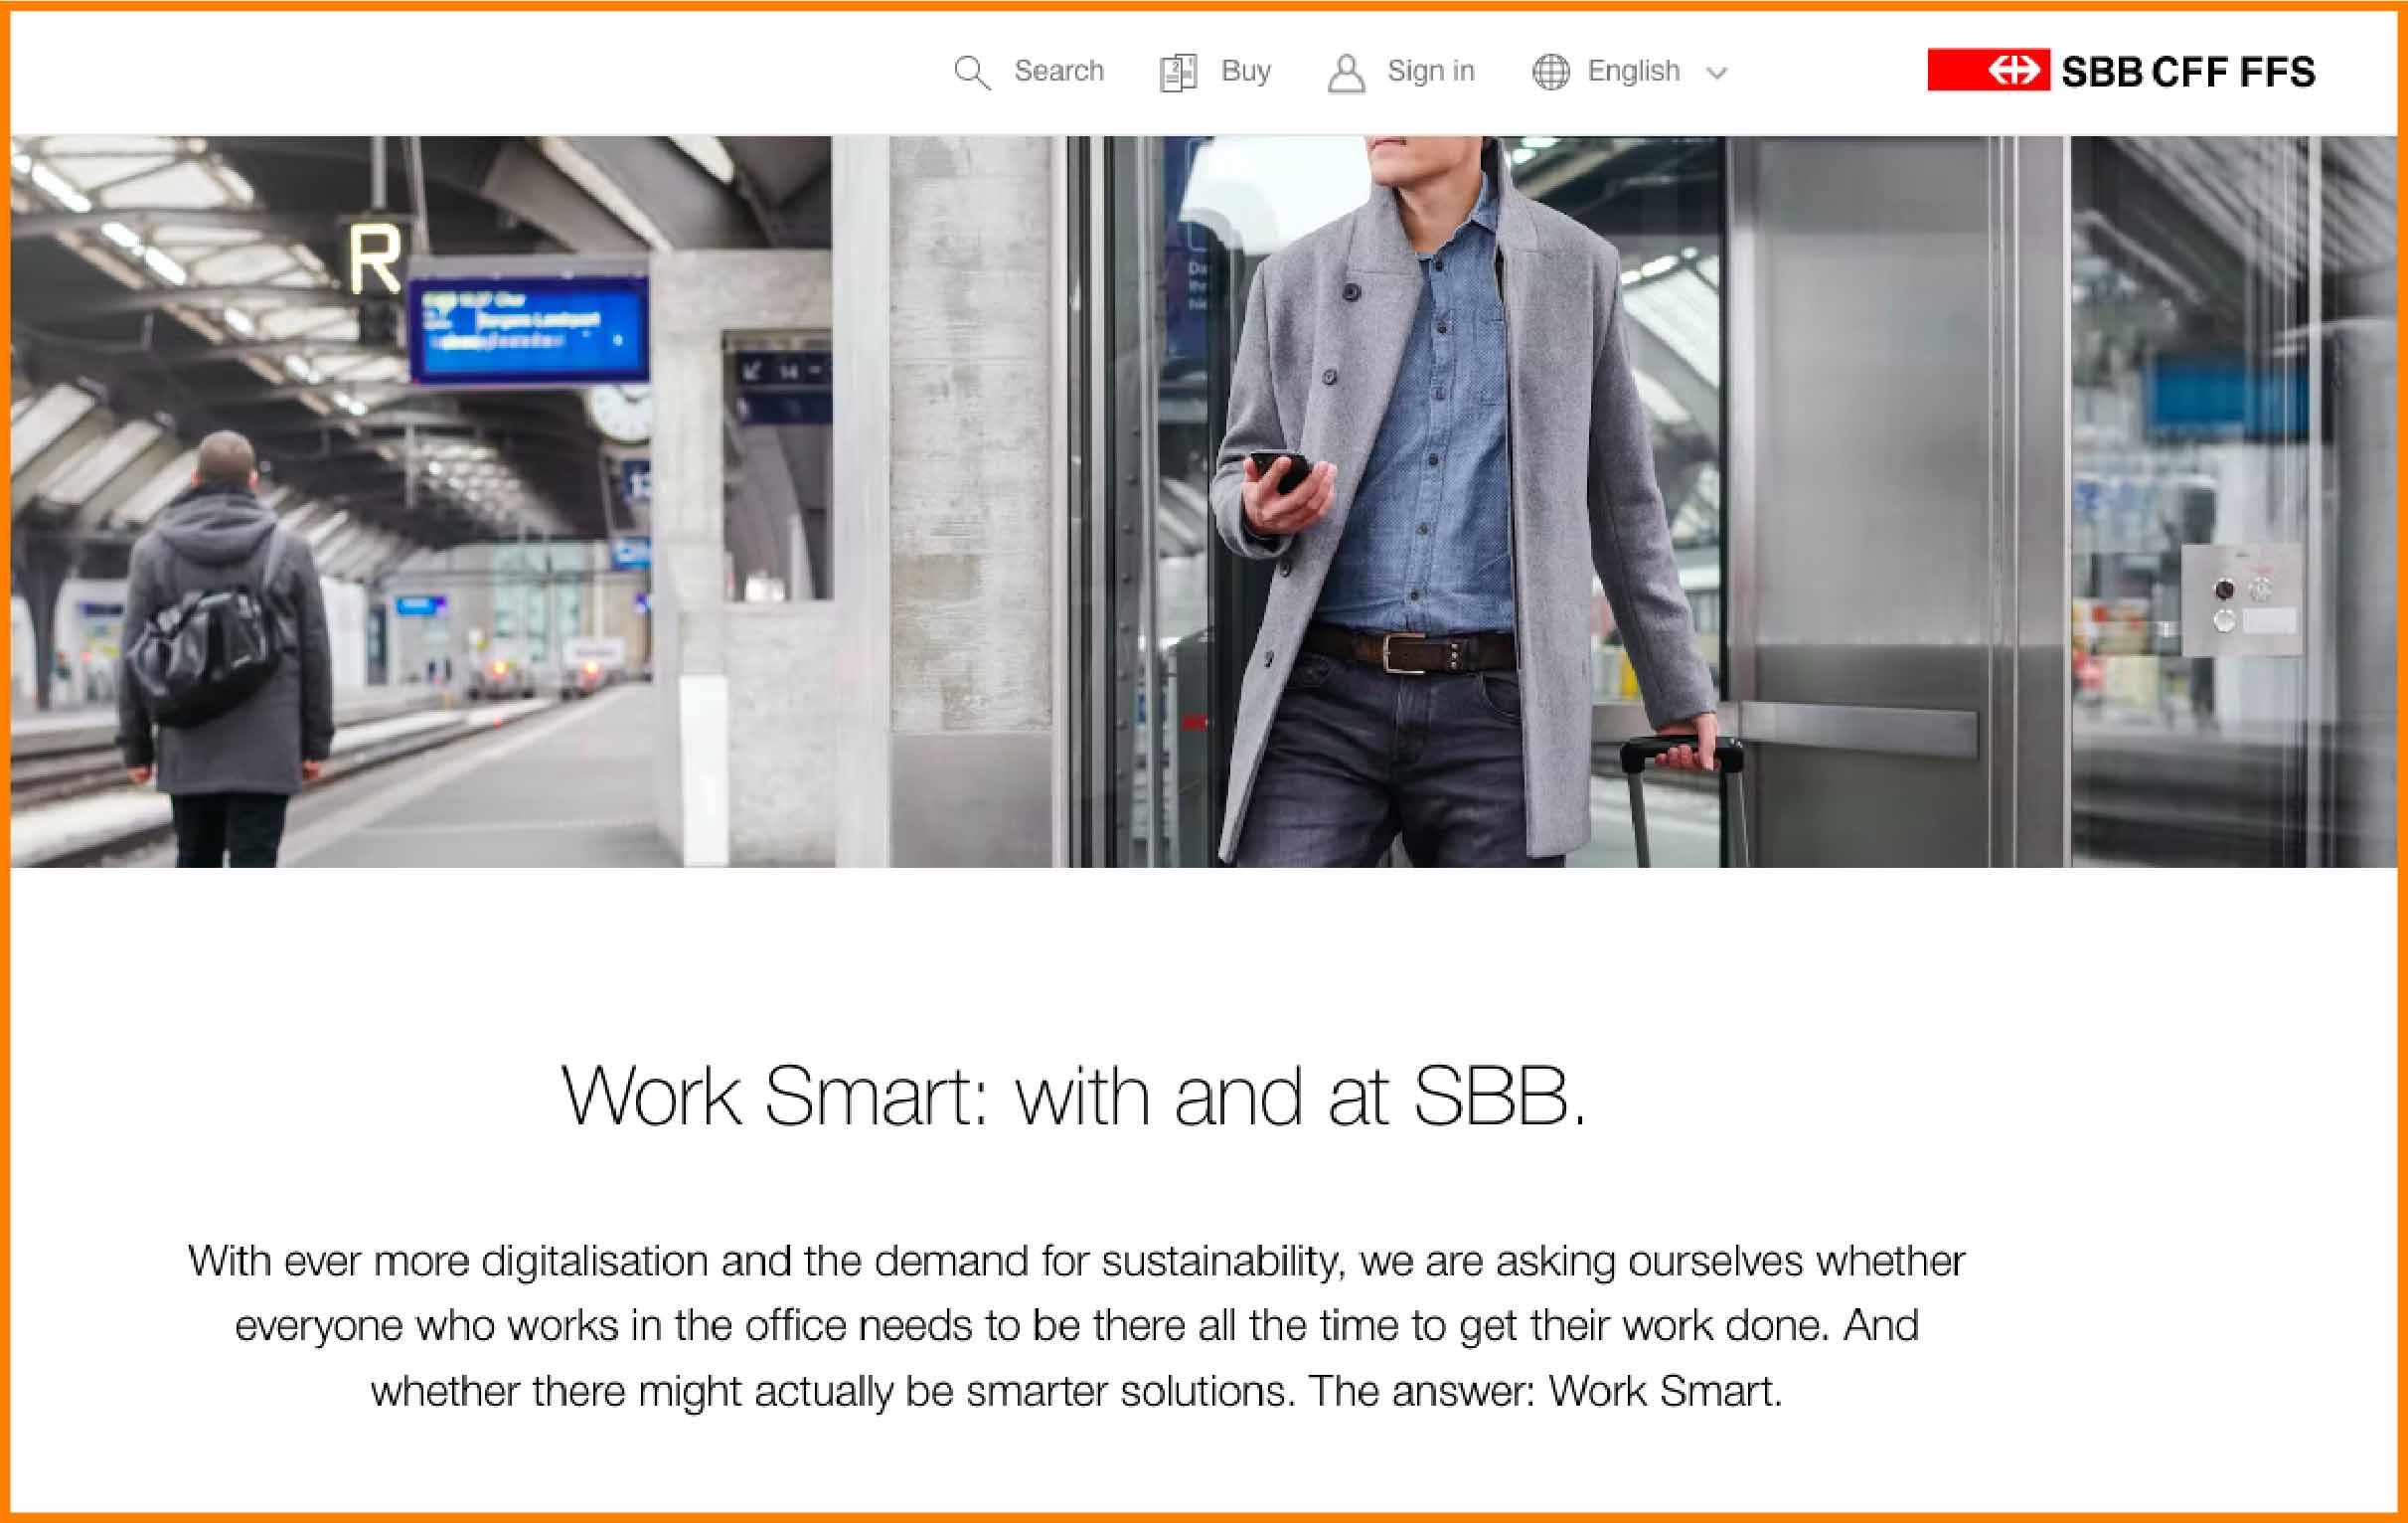 Search Buy Sign in English SBB CFF FFS
R
Work Smart: with and at SBB.
With ever more digitalisation and the demand for sustainability, we are asking ourselves whether
everyone who works in the office needs to be there all the time to get their work done. And
whether there might actually be smarter solutions. The answer: Work Smart.